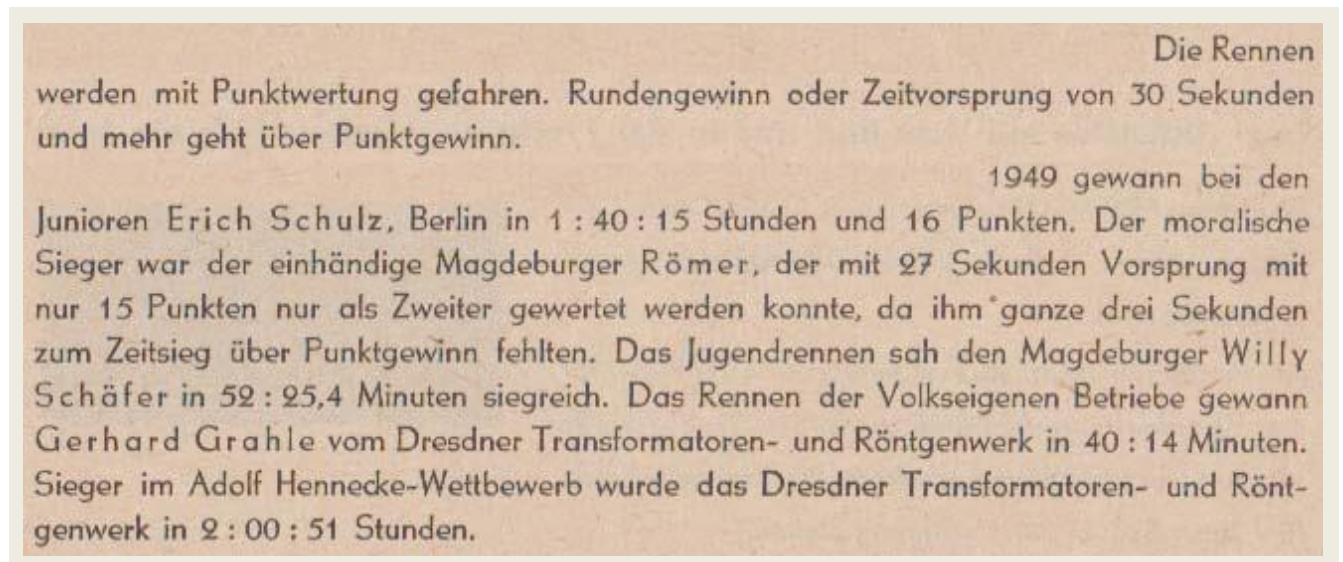 Die Rennen
werden mit Punktwertung gefahren. Rundengewinn oder Zeitvorsprung von 30 Sekunden
und mehr geht über Punktgewinn.
1949 gewann bei den
Junioren Erich Schulz, Berlin in 1 : 40 : 15 Stunden und 16 Punkten. Der moralische
Sieger war der einhändige Magdeburger Römer, der mit 27 Sekunden Vorsprung mit
nur 15 Punkten nur als Zweiter gewertet werden konnte, da ihm ganze drei Sekunden
zum Zeitsieg über Punktgewinn fehlten. Das Jugendrennen sah den Magdeburger Willy
Schäfer in 52 : 25,4 Minuten siegreich. Das Rennen der Volkseigenen Betriebe gewann
Gerhard Grahle vom Dresdner Transformatoren- und Röntgenwerk in 40 : 14 Minuten.
Sieger im Adolf Hennecke-Wettbewerb wurde das Dresdner Transformatoren- und Rönt-
genwerk in 2 : 00 : 51 Stunden.